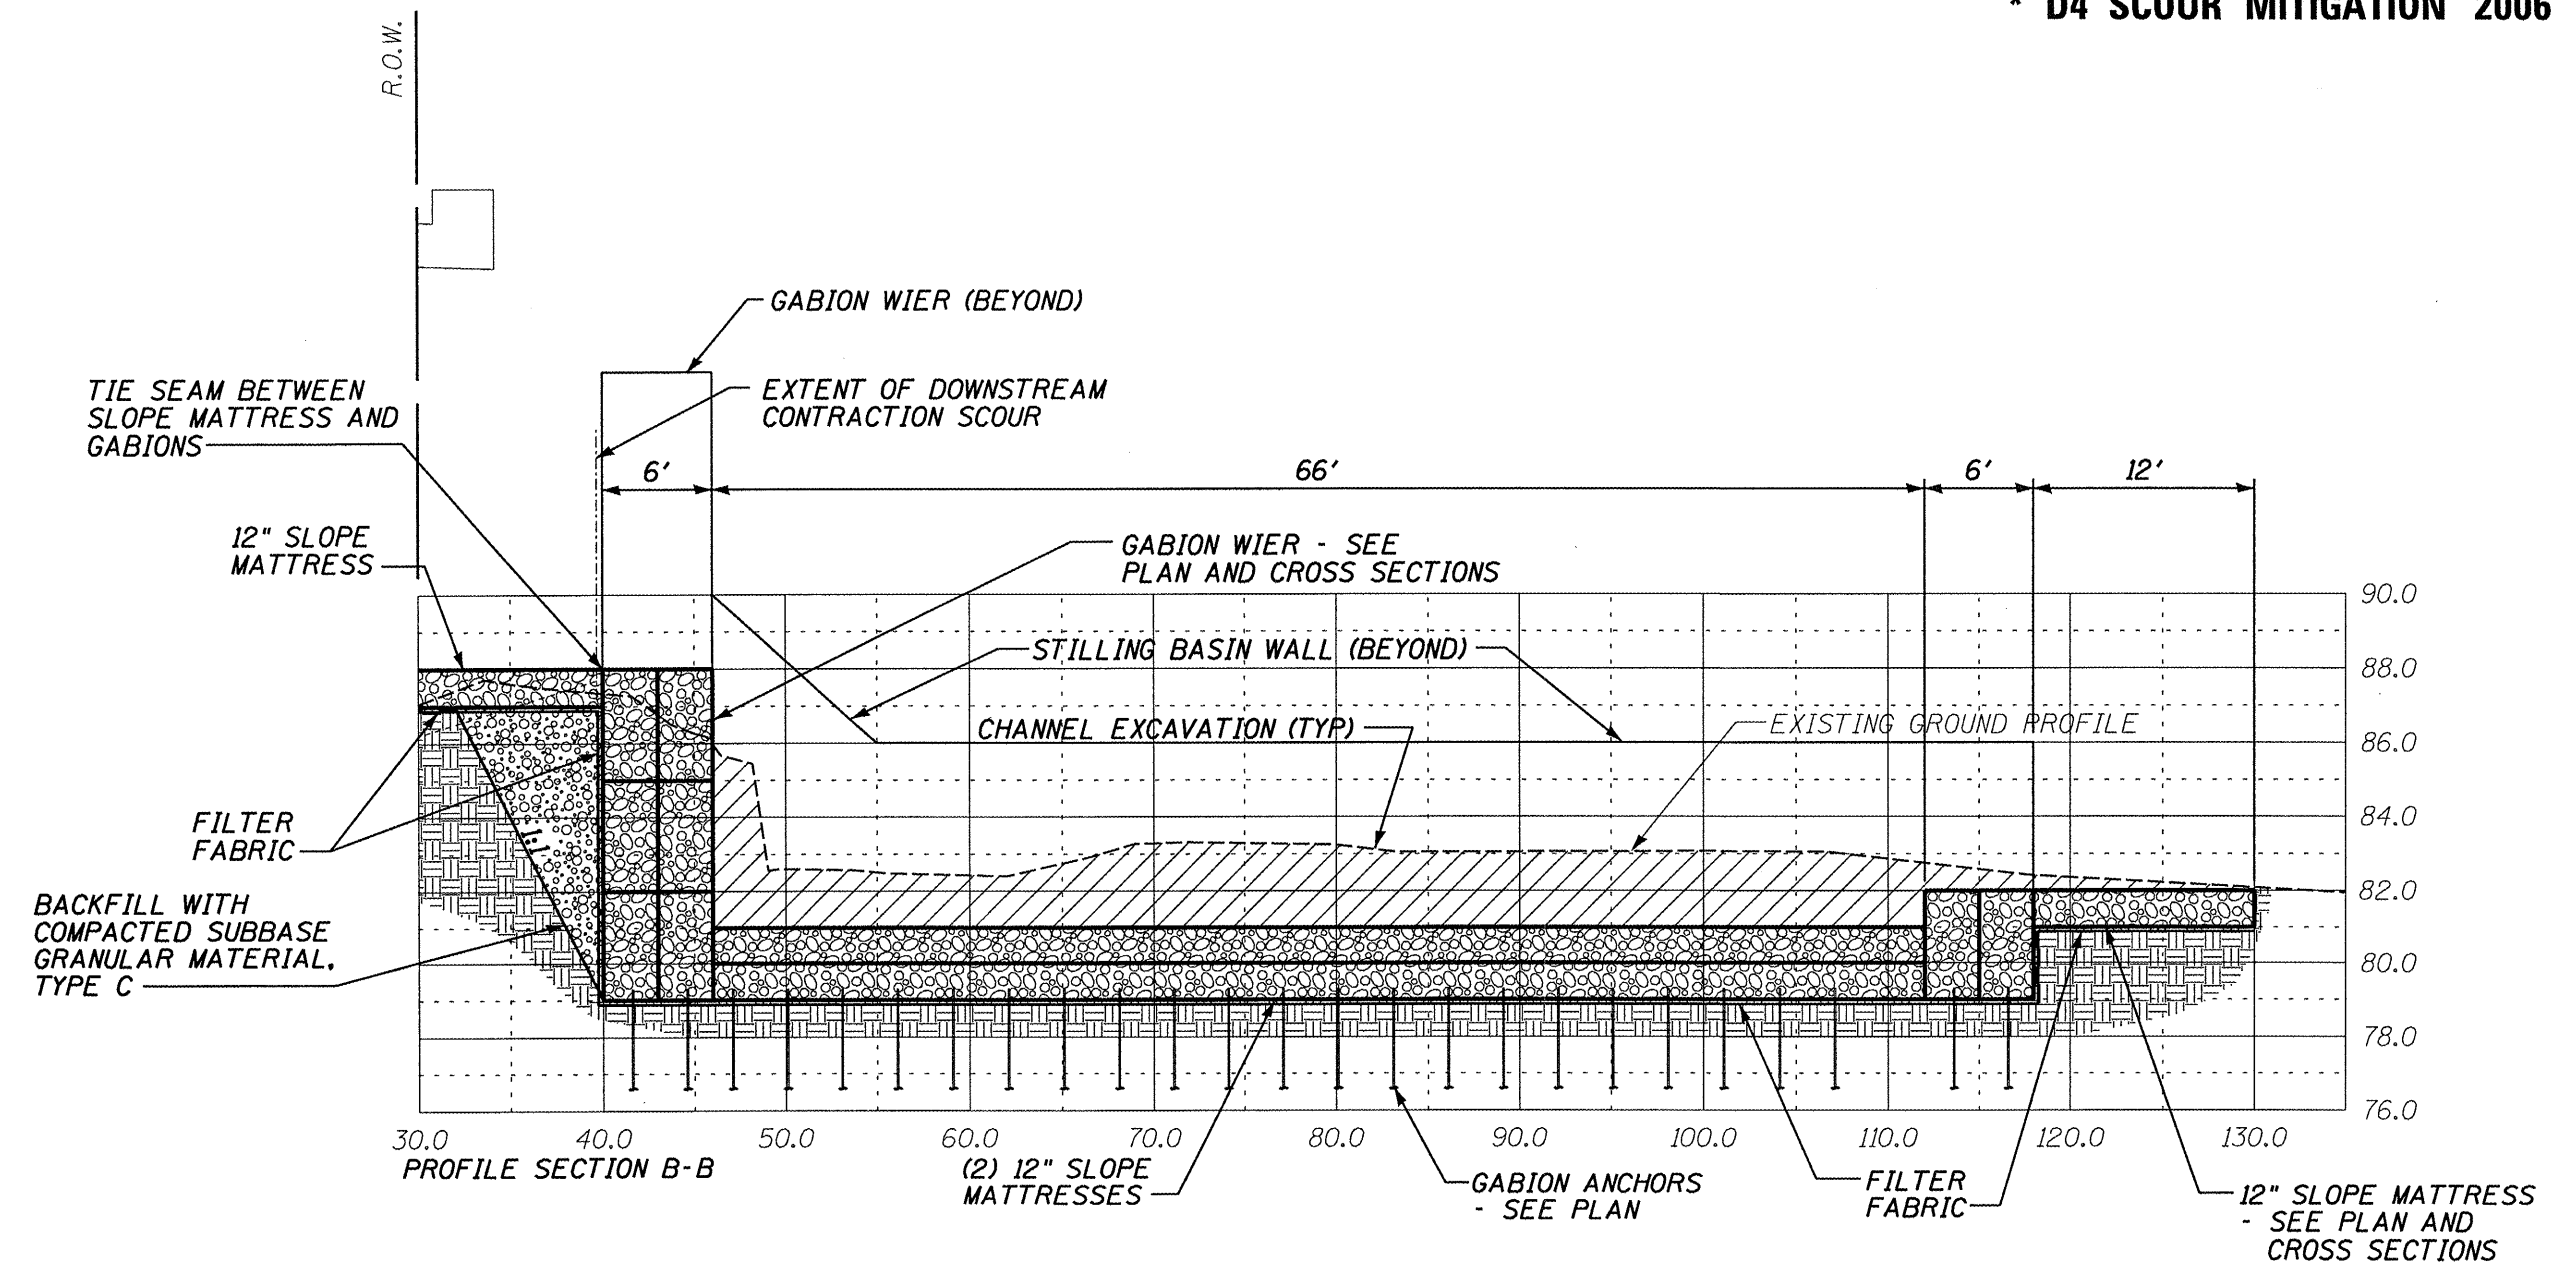 * D4 SCOUR MITIGATION 2006
R.O.W.
GABION WIER (BEYOND)
TIE SEAM BETWEEN
SLOPE MATTRESS AND
GABIONS
EXTENT OF DOWNSTREAM
CONTRACTION SCOUR
6'
66'
6'
12'
12" SLOPE
MATTRESS
GABION WIER - SEE
PLAN AND CROSS SECTIONS
90.0
STILLING BASIN WALL (BEYOND)
88.0
CHANNEL EXCAVATION (TYP)
EXISTING GROUND PROFILE
86.0
FILTER
FABRIC
1:1
84.0
BACKFILL WITH
COMPACTED SUBBASE
GRANULAR MATERIAL,
TYPE C
82.0
80.0
78.0
76.0
30.0 40.0 50.0 60.0 70.0 80.0 90.0 100.0 110.0 120.0 130.0
PROFILE SECTION B-B
(2) 12" SLOPE
MATTRESSES
GABION ANCHORS
- SEE PLAN
FILTER
FABRIC
12" SLOPE MATTRESS
- SEE PLAN AND
CROSS SECTIONS